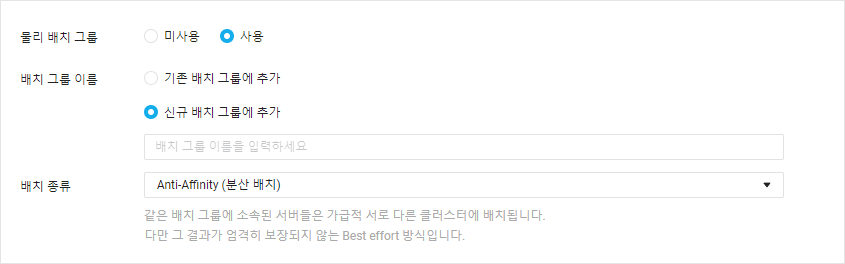 물리 배치 그룹 미사용 사용
배치 그룹 이름 기존 배치 그룹에 추가
신규 배치 그룹에 추가
배치 그룹 이름을 입력하세요
배치 종류 Anti-Affinity (분산 배치)
같은 배치 그룹에 소속된 서버들은 가급적 서로 다른 클러스터에 배치됩니다.
다만 그 결과가 엄격히 보장되지 않는 Best effort 방식입니다.